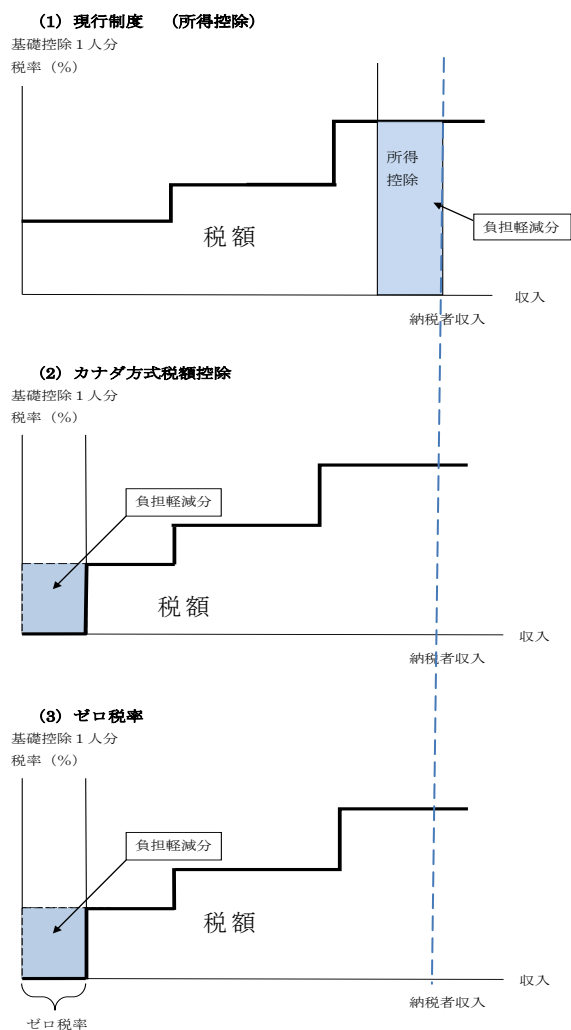 (1) 現行制度 （所得控除）
基礎控除１人分
税率（%）
所得
控除
負担軽減分
税額
収入
納税者収入
(2) カナダ方式税額控除
基礎控除１人分
税率（%）
負担軽減分
税額
収入
納税者収入
(3) ゼロ税率
基礎控除１人分
税率（%）
負担軽減分
税額
収入
納税者収入
ゼロ税率